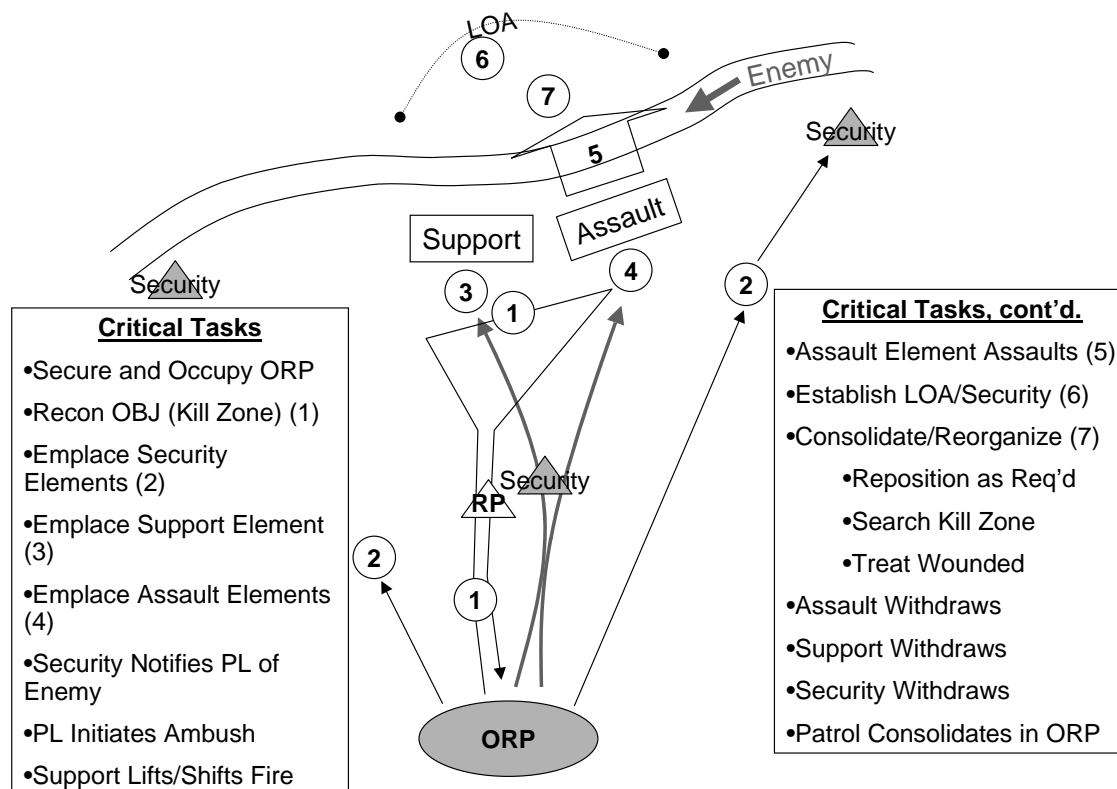 LOA
6
7
Enemy
Security
5
Support
Assault
Security
3
1
4
2
Critical Tasks
•Secure and Occupy ORP
•Recon OBJ (Kill Zone) (1)
•Emplace Security
Elements (2)
•Emplace Support Element
(3)
•Emplace Assault Elements
(4)
•Security Notifies PL of
Enemy
•PL Initiates Ambush
•Support Lifts/Shifts Fire
Security
RP
2
1
ORP
Critical Tasks, cont'd.
•Assault Element Assaults (5)
•Establish LOA/Security (6)
•Consolidate/Reorganize (7)
•Reposition as Req'd
•Search Kill Zone
•Treat Wounded
•Assault Withdraws
•Support Withdraws
•Security Withdraws
•Patrol Consolidates in ORP